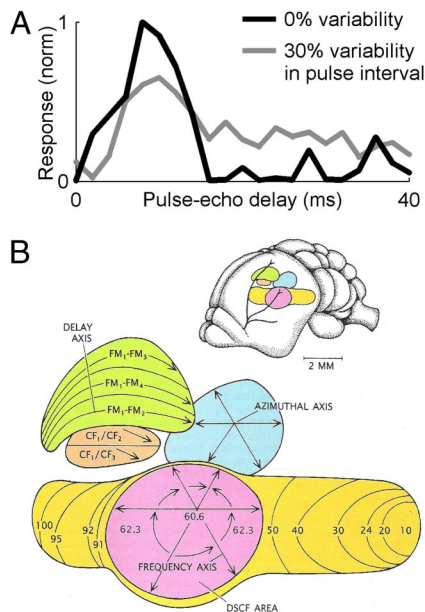 A
0% variability
30% variability
in pulse interval
Response (norm)
1
0
0
40
Pulse-echo delay (ms)
B
2 MM
DELAY
AXIS
FM₁-FM₃
FM₁-FM₄
FM₁-FM₂
CF₁/CF₂
CF₁/CF₃
AZIMUTHAL AXIS
100
95
92
91
62.3
60.6
62.3
50
40
30
24
20
10
FREQUENCY AXIS
DSCF AREA